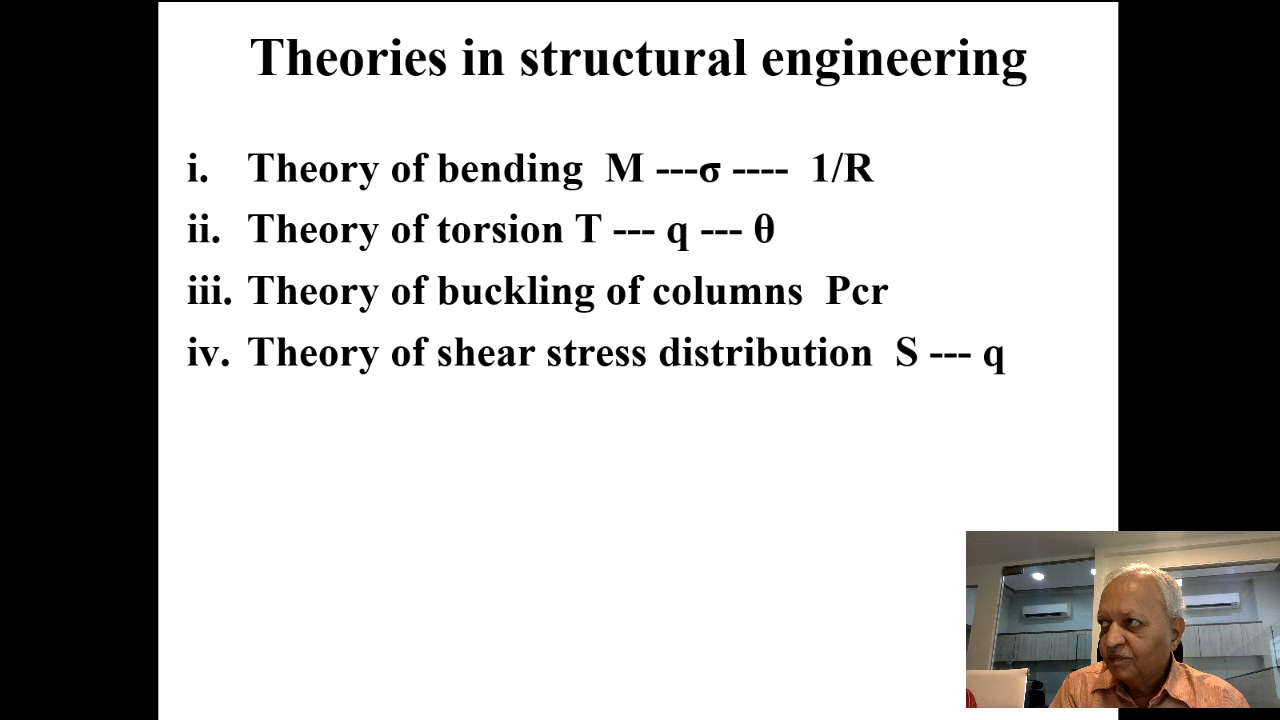 Theories in structural engineering
i. Theory of bending M ---σ ---- 1/R
ii. Theory of torsion T --- q --- θ
iii. Theory of buckling of columns Pcr
iv. Theory of shear stress distribution S --- q